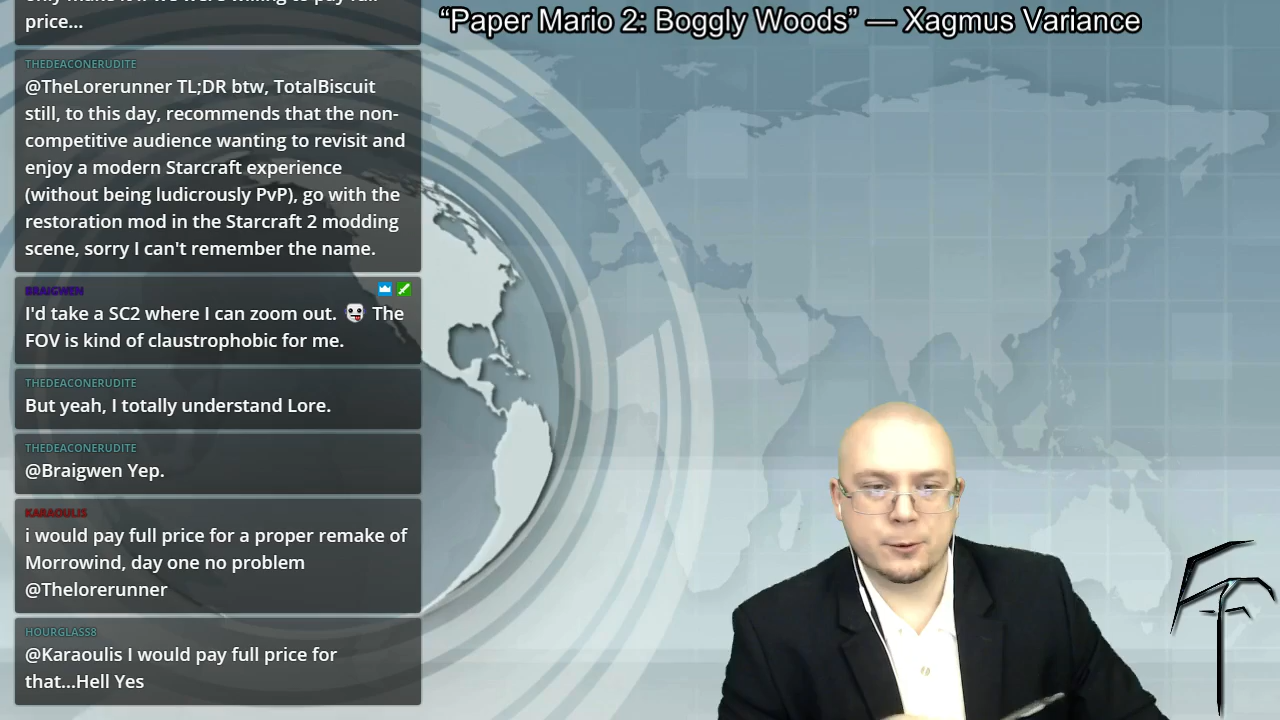 “Paper Mario 2: Boggly Woods” — Xagmus Variance
price...
THEDEACONERUDITE
@TheLorerunner TL;DR btw, TotalBiscuit
still, to this day, recommends that the non-
competitive audience wanting to revisit and
enjoy a modern Starcraft experience
(without being ludicrously PvP), go with the
restoration mod in the Starcraft 2 modding
scene, sorry I can't remember the name.
BRAIGWEN
I'd take a SC2 where I can zoom out. The
FOV is kind of claustrophobic for me.
THEDEACONERUDITE
But yeah, I totally understand Lore.
THEDEACONERUDITE
@Braigwen Yep.
KARAOULIS
i would pay full price for a proper remake of
Morrowind, day one no problem
@Thelorerunner
HOURGLASS8
@Karaoulis I would pay full price for
that...Hell Yes